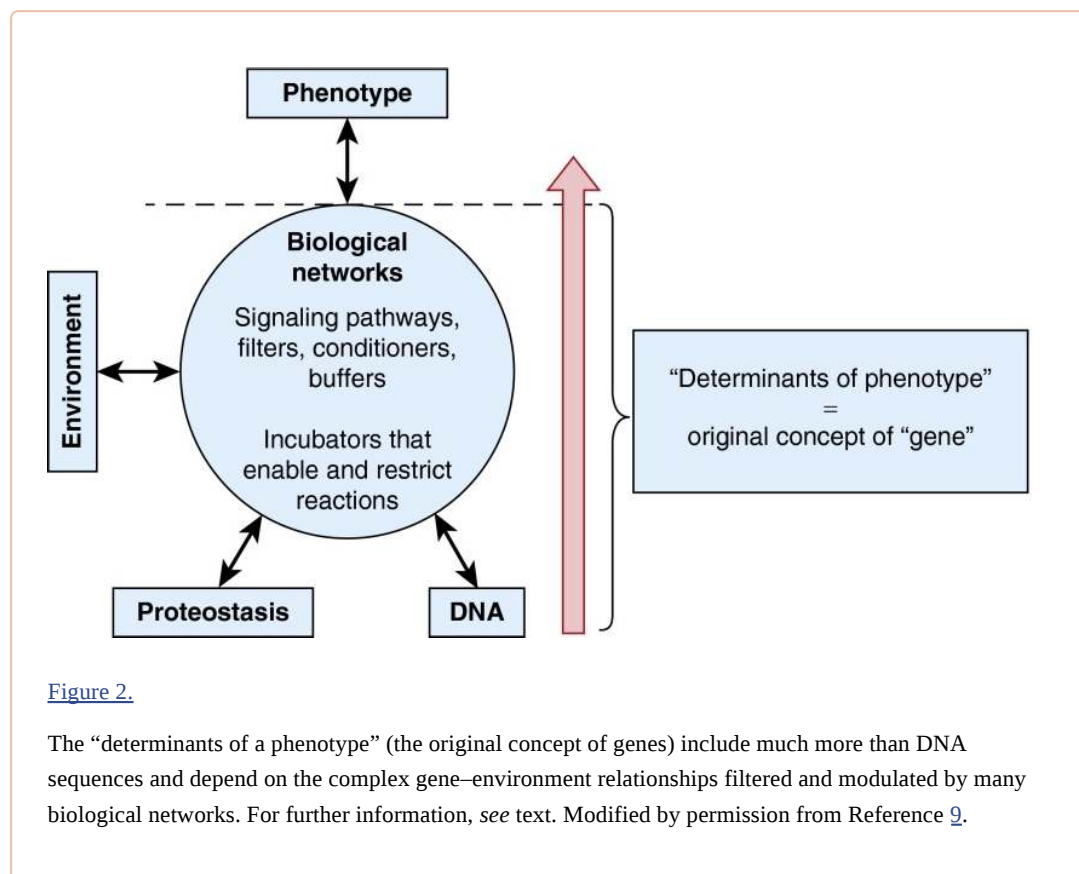 Phenotype
Biological
networks
Signaling pathways,
filters, conditioners,
buffers
Incubators that
enable and restrict
reactions
Environment
Proteostasis
DNA
“Determinants of phenotype”
=
original concept of “gene”
Figure 2.
The “determinants of a phenotype” (the original concept of genes) include much more than DNA
sequences and depend on the complex gene–environment relationships filtered and modulated by many
biological networks. For further information, see text. Modified by permission from Reference 9.